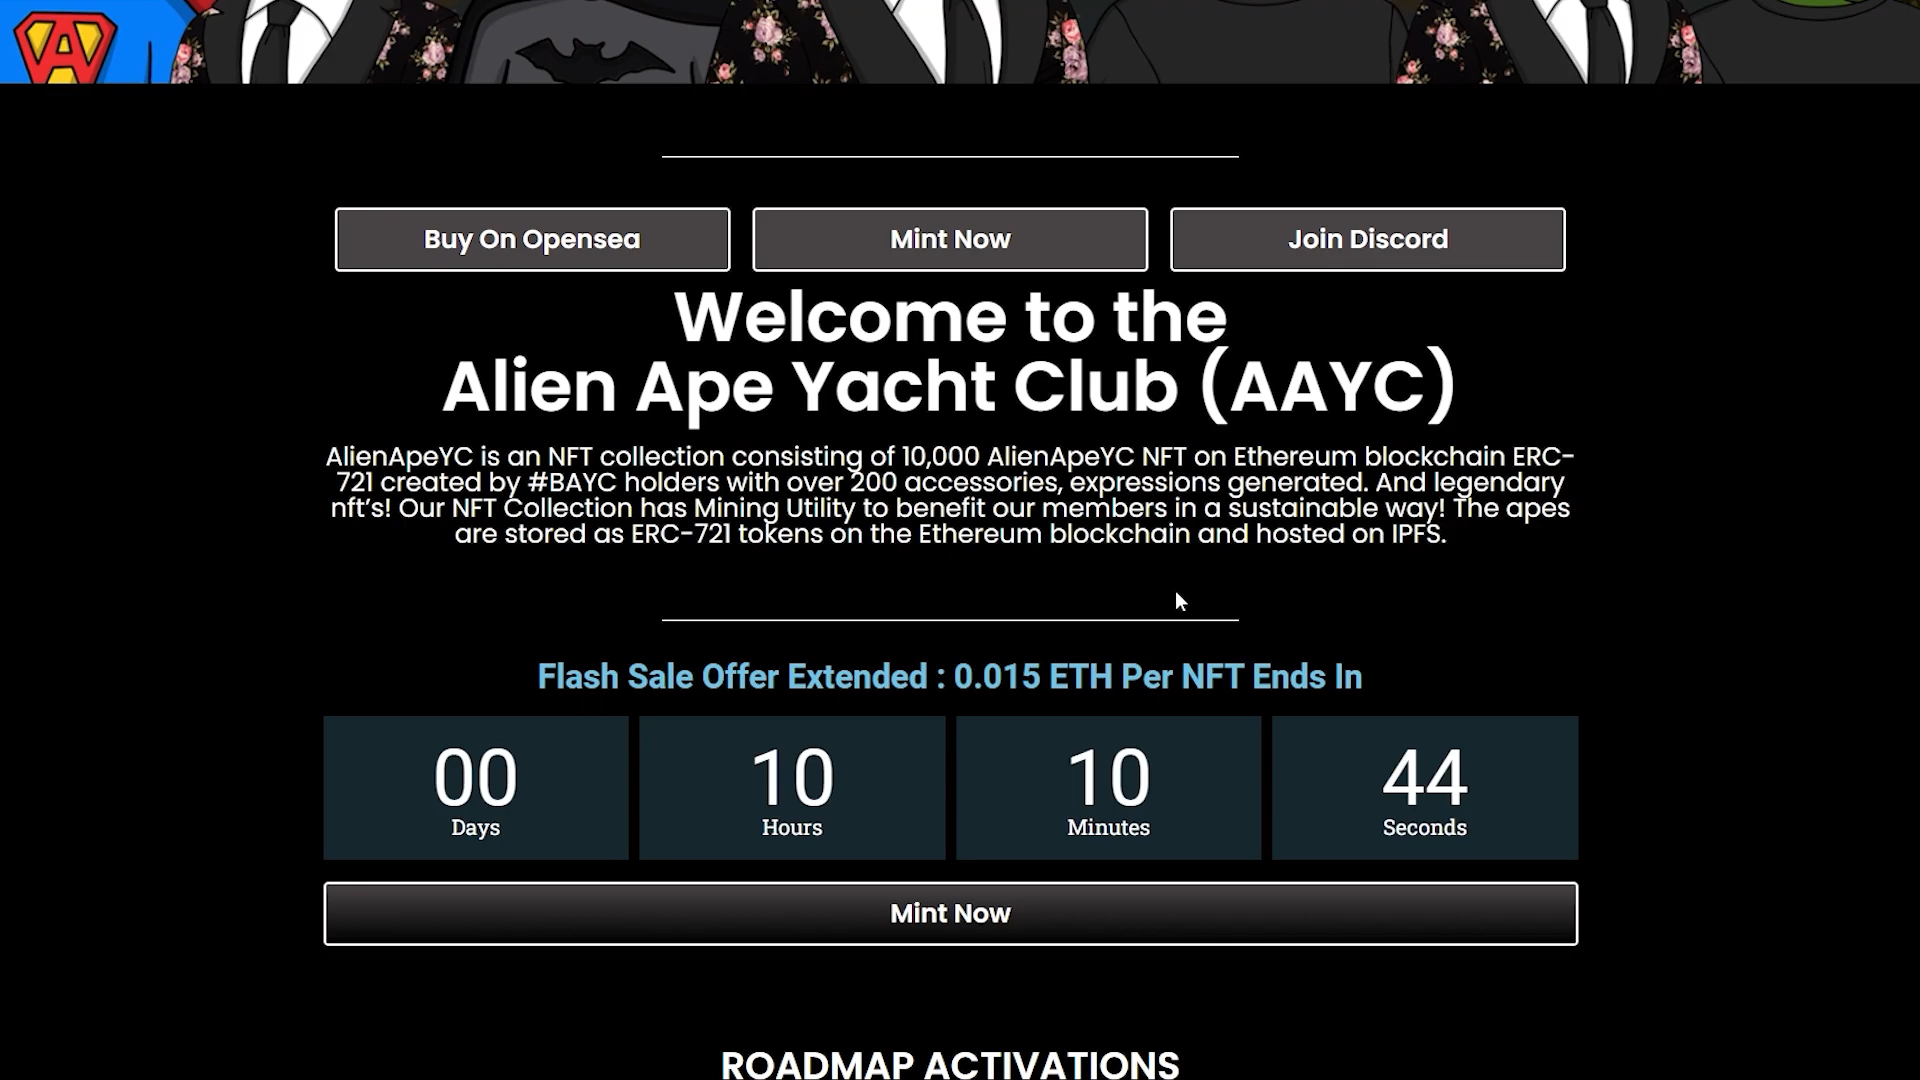 A
Buy On Opensea
Mint Now
Join Discord
Welcome to the
Alien Ape Yacht Club (AAYC)
AlienApeYC is an NFT collection consisting of 10,000 AlienApeYC NFT on Ethereum blockchain ERC-
721 created by #BAYC holders with over 200 accessories, expressions generated. And legendary
nft's! Our NFT Collection has Mining Utility to benefit our members in a sustainable way! The apes
are stored as ERC-721 tokens on the Ethereum blockchain and hosted on IPFS.
Flash Sale Offer Extended : 0.015 ETH Per NFT Ends In
00
10
10
44
Days
Hours
Minutes
Seconds
Mint Now
ROADMAP ACTIVATIONS